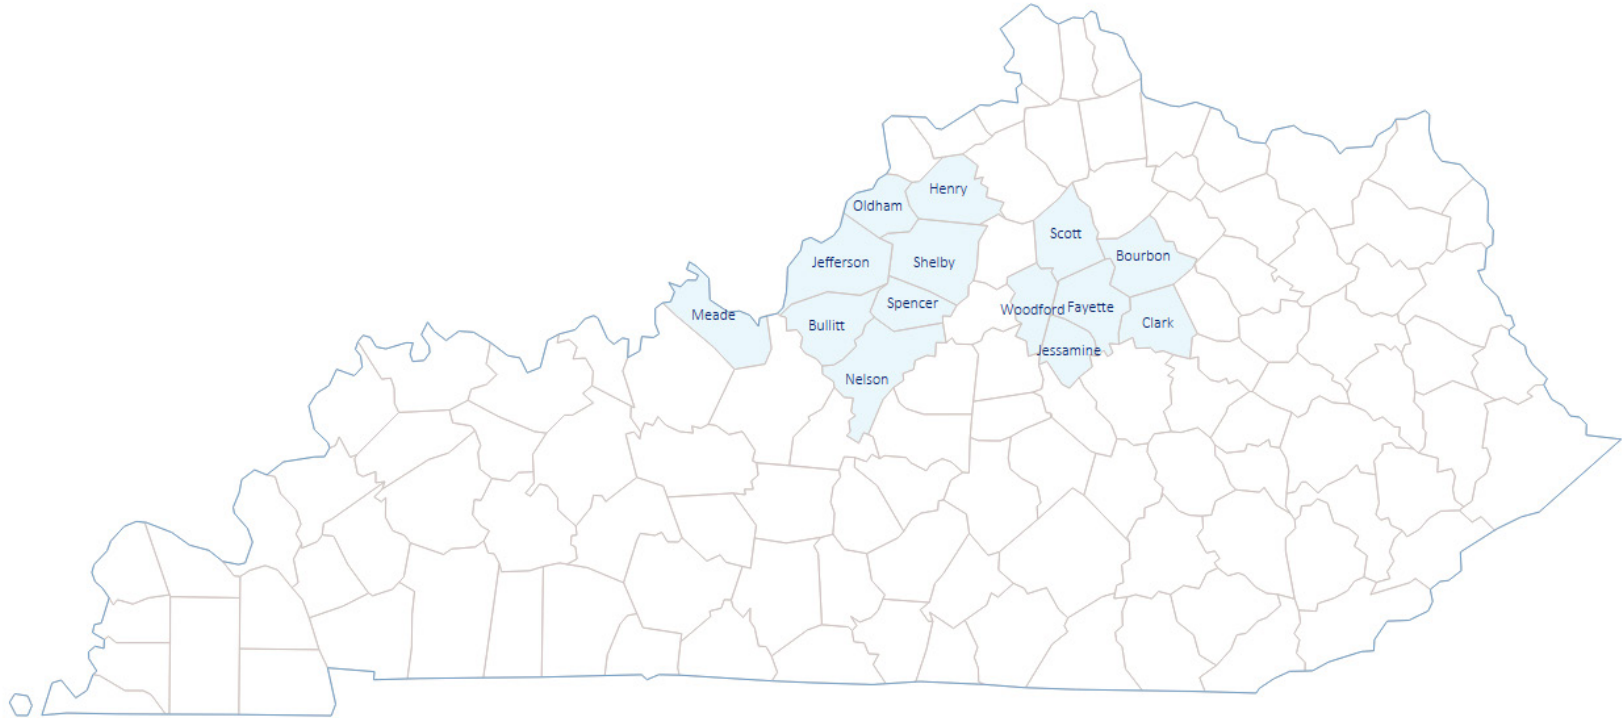 Henry
Oldham
Scott
Bourbon
Jefferson
Shelby
Spencer
Woodford
Fayette
Meade
Bullitt
Clark
Jessamine
Nelson